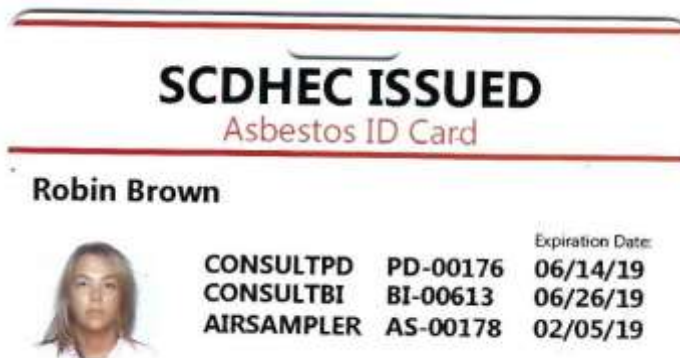 SCDHEC ISSUED
Asbestos ID Card
Robin Brown
Expiration Date:
CONSULTPD PD-00176 06/14/19
CONSULTBI BI-00613 06/26/19
AIRSAMPLER AS-00178 02/05/19